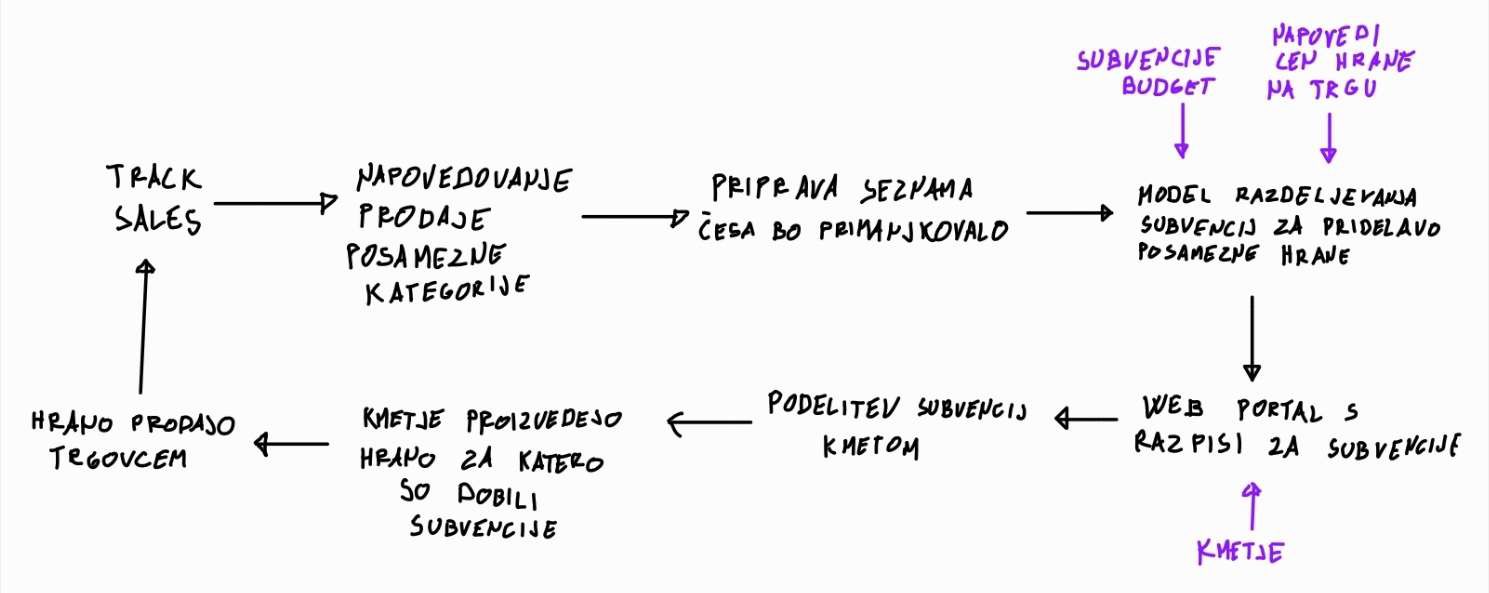 SUBVENCIJE
BUDGET
NAPOVEDI
CEN HRANE
NA TRGU
TRACK
SALES
NAPOVEDOVANJE
PRODAJE
POSAMEZNE
KATEGORIJE
PRIPRAVA SEZNAMA
ČESA BO PRIMANJKOVALO
MODEL RAZDELJEVANJA
SUBVENCIJ ZA PRIDELAVO
POSAMEZNE HRANE
WEB PORTAL S
RAZPISI ZA SUBVENCIJE
KMETJE
PODELITEV SUBVENCIJ
KMETOM
KMETJE PROIZVEDEJO
HRANO ZA KATERO
SO DOBILI
SUBVENCIJE
HRANO PRODAJO
TRGOVCEM